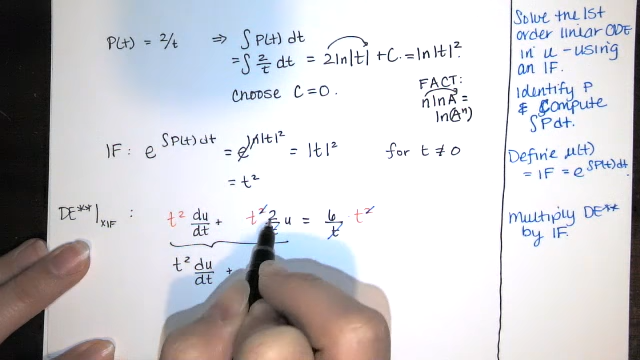 P(t) = 2/t ⇒ ∫ P(t) dt
= ∫ 2/t dt = 2 ln|t| + C = ln|t|².
choose C = 0.
FACT:
n ln A =
ln(Aⁿ)
IF: e^{∫P(t)dt} = e^{ln|t|²} = |t|² for t ≠ 0
= t²
DE**|_{xIF} : t² du/dt + t² 2/t u = 6/t t²
t² du/dt +
Solve the 1st
order linear ODE
in u - using
an IF.
Identify P
& Compute
∫Pdt.
Define μ(t)
= IF = e^{∫P(t)dt}
Multiply DE**
by IF.